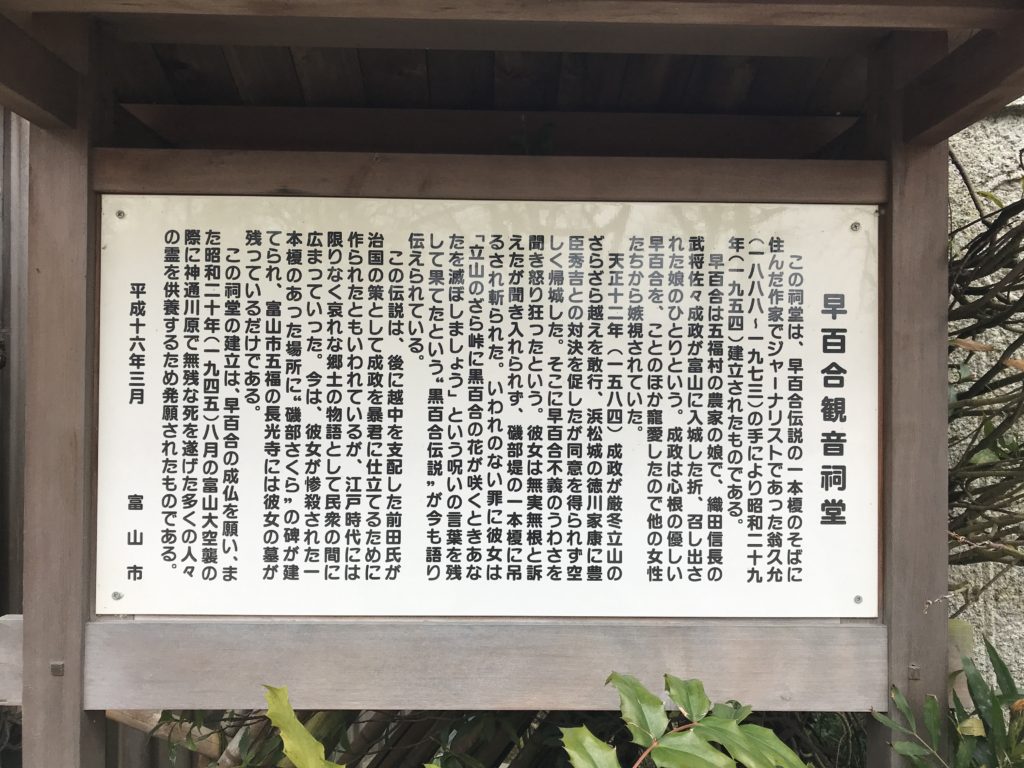 早百合観音祠堂
この祠堂は、早百合伝説の一本榎のそばに
住んだ作家でジャーナリストであった翁久允
（一八八八～一九七三）の手により昭和二十九
年（一九五四）建立されたものである。
早百合は五福村の農家の娘で、織田信長の
武将佐々成政が富山に入城した折、召し出さ
れた娘のひとりという。成政は心根の優しい
早百合を、ことのほか寵愛したので他の女性
たちから嫉視されていた。
天正十二年（一五八四）成政が厳冬立山の
ざらざら越えを敢行、浜松城の徳川家康に豊
臣秀吉との対決を促したが同意を得られず空
しく帰城した。そこに早百合不義のうわさを
聞き怒り狂ったという。彼女は無実無根と訴
えたが聞き入れられず、磯部堤の一本榎に吊
るされ斬られた。いわれのない罪に彼女は
「立山のざら峠に黒百合の花が咲くときあな
たを滅ぼしましょう」という呪いの言葉を残
して果てたという“黒百合伝説”が今も語り
伝えられている。
この伝説は、後に越中を支配した前田氏が
治国の策として成政を暴君に仕立てるために
作られたともいわれているが、江戸時代には
限りなく哀れな郷土の物語として民衆の間に
広まっていった。今は、彼女が惨殺された一
本榎のあった場所に“磯部さくら”の碑が建
てられ、富山市五福の長光寺には彼女の墓が
残っているだけである。
この祠堂の建立は、早百合の成仏を願い、ま
た昭和二十年（一九四五）八月の富山大空襲の
際に神通川原で無残な死を遂げた多くの人々
の霊を供養するため発願されたものである。
平成十六年三月　富山市